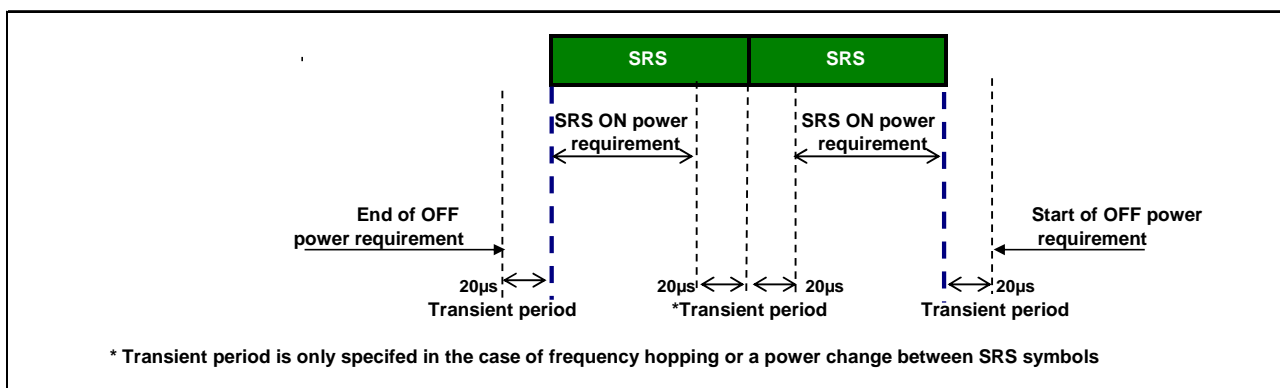 SRS SRS
SRS ON power
requirement
SRS ON power
requirement
End of OFF
power requirement
Start of OFF power
requirement
20µs 20µs 20µs 20µs
Transient period *Transient period Transient period
* Transient period is only specifed in the case of frequency hopping or a power change between SRS symbols